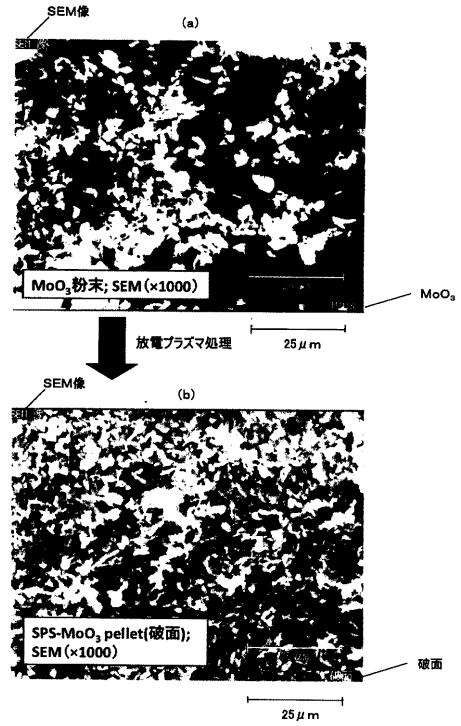 SEM像
(a)
MoO₃粉末; SEM(×1000)
MoO₃
25μm
放電プラズマ処理
SEM像
(b)
SPS-MoO₃ pellet(破面);
SEM(×1000)
破面
25μm